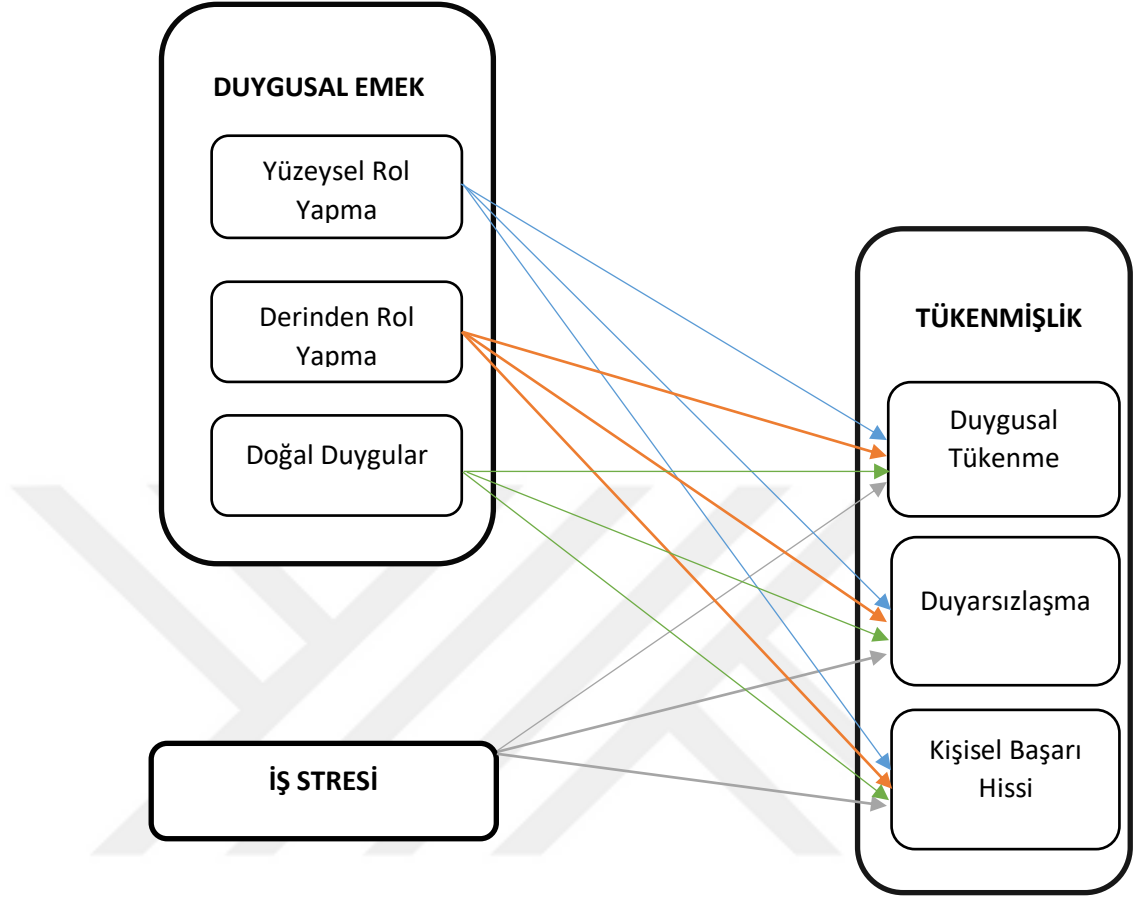 DUYGUSAL EMEK
Yüzeysel Rol
Yapma
Derinden Rol
Yapma
Doğal Duygular
İŞ STRESİ
TÜKENMİŞLİK
Duygusal
Tükenme
Duyarsızlaşma
Kişisel Başarı
Hissi